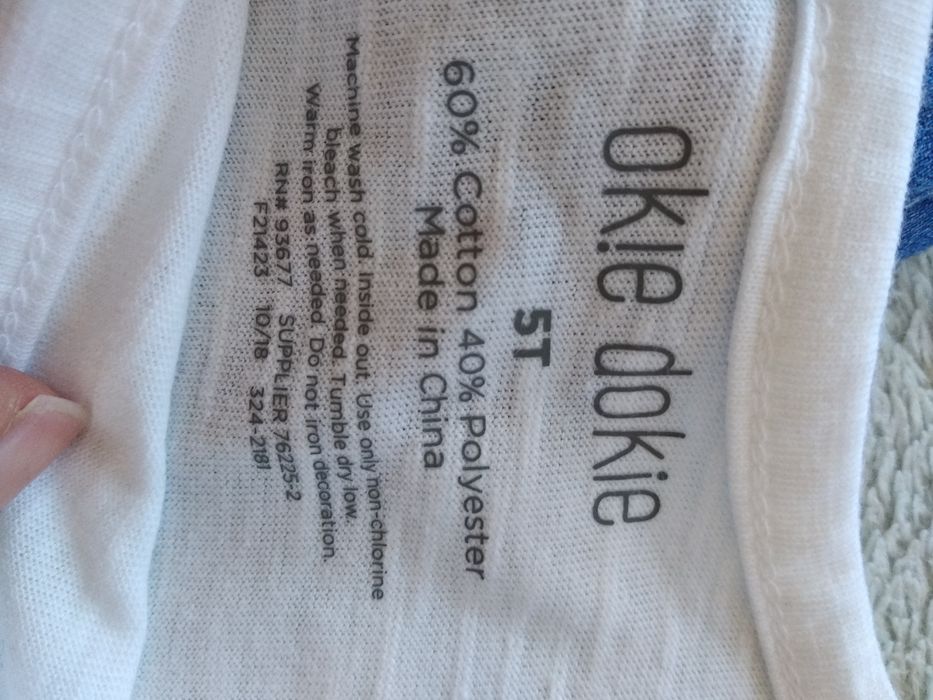 okie dokie
5T
60% Cotton 40% Polyester
Made in China
Machine wash cold inside out. Use only non-chlorine
bleach when needed. Tumble dry low.
Warm iron as needed. Do not iron decoration.
RN# 93677 SUPPLIER 76225-2
F21423 10/18 324-2181